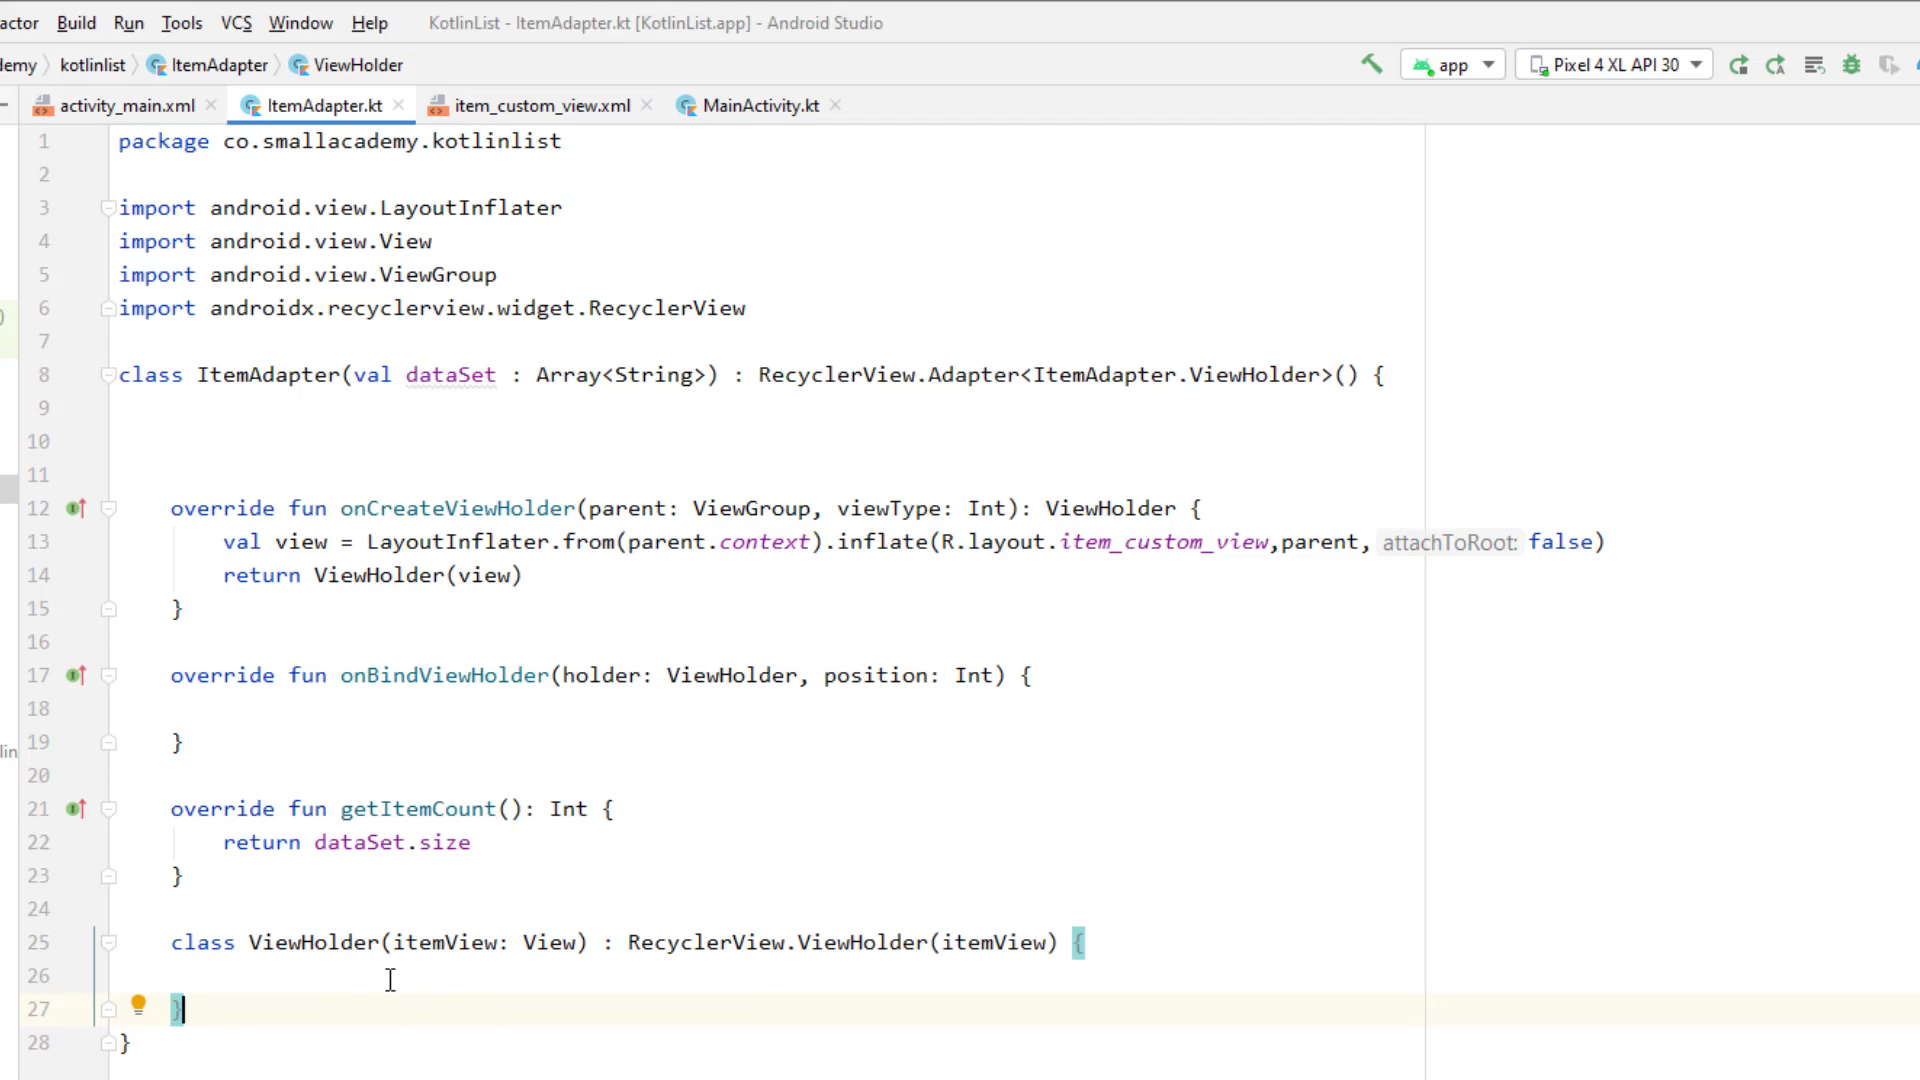 actor Build Run Tools VCS Window Help KotlinList - ItemAdapter.kt [KotlinList.app] - Android Studio
demy kotlinlist ItemAdapter ViewHolder app Pixel 4 XL API 30
activity_main.xml ItemAdapter.kt item_custom_view.xml MainActivity.kt
1 package co.smallacademy.kotlinlist
2
3 import android.view.LayoutInflater
4 import android.view.View
5 import android.view.ViewGroup
6 import androidx.recyclerview.widget.RecyclerView
7
8 class ItemAdapter(val dataSet : Array<String>) : RecyclerView.Adapter<ItemAdapter.ViewHolder>() {
9
10
11
12 override fun onCreateViewHolder(parent: ViewGroup, viewType: Int): ViewHolder {
13 val view = LayoutInflater.from(parent.context).inflate(R.layout.item_custom_view,parent, attachToRoot: false)
14 return ViewHolder(view)
15 }
16
17 override fun onBindViewHolder(holder: ViewHolder, position: Int) {
18
lin 19 }
20
21 override fun getItemCount(): Int {
22 return dataSet.size
23 }
24
25 class ViewHolder(itemView: View) : RecyclerView.ViewHolder(itemView) {
26
27 }
28 }